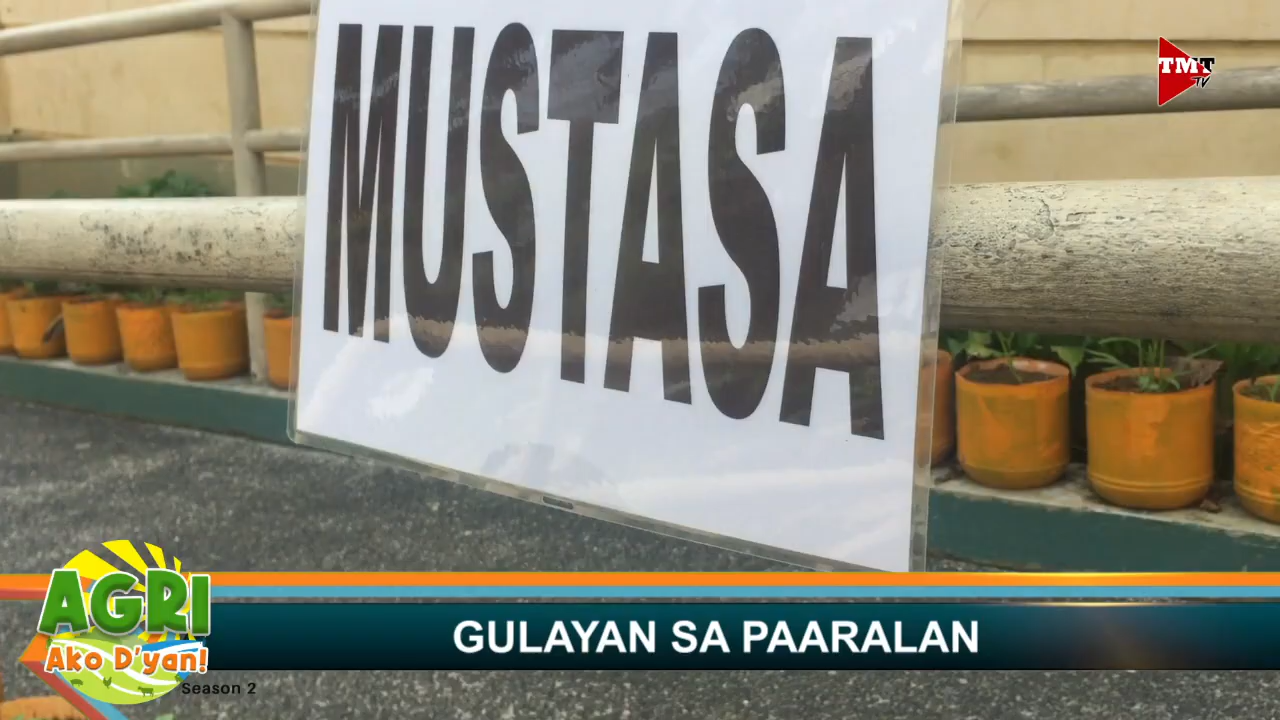 MUSTASA
TMT
TV
AGRI
Ako D'yan!
Season 2
GULAYAN SA PAARALAN